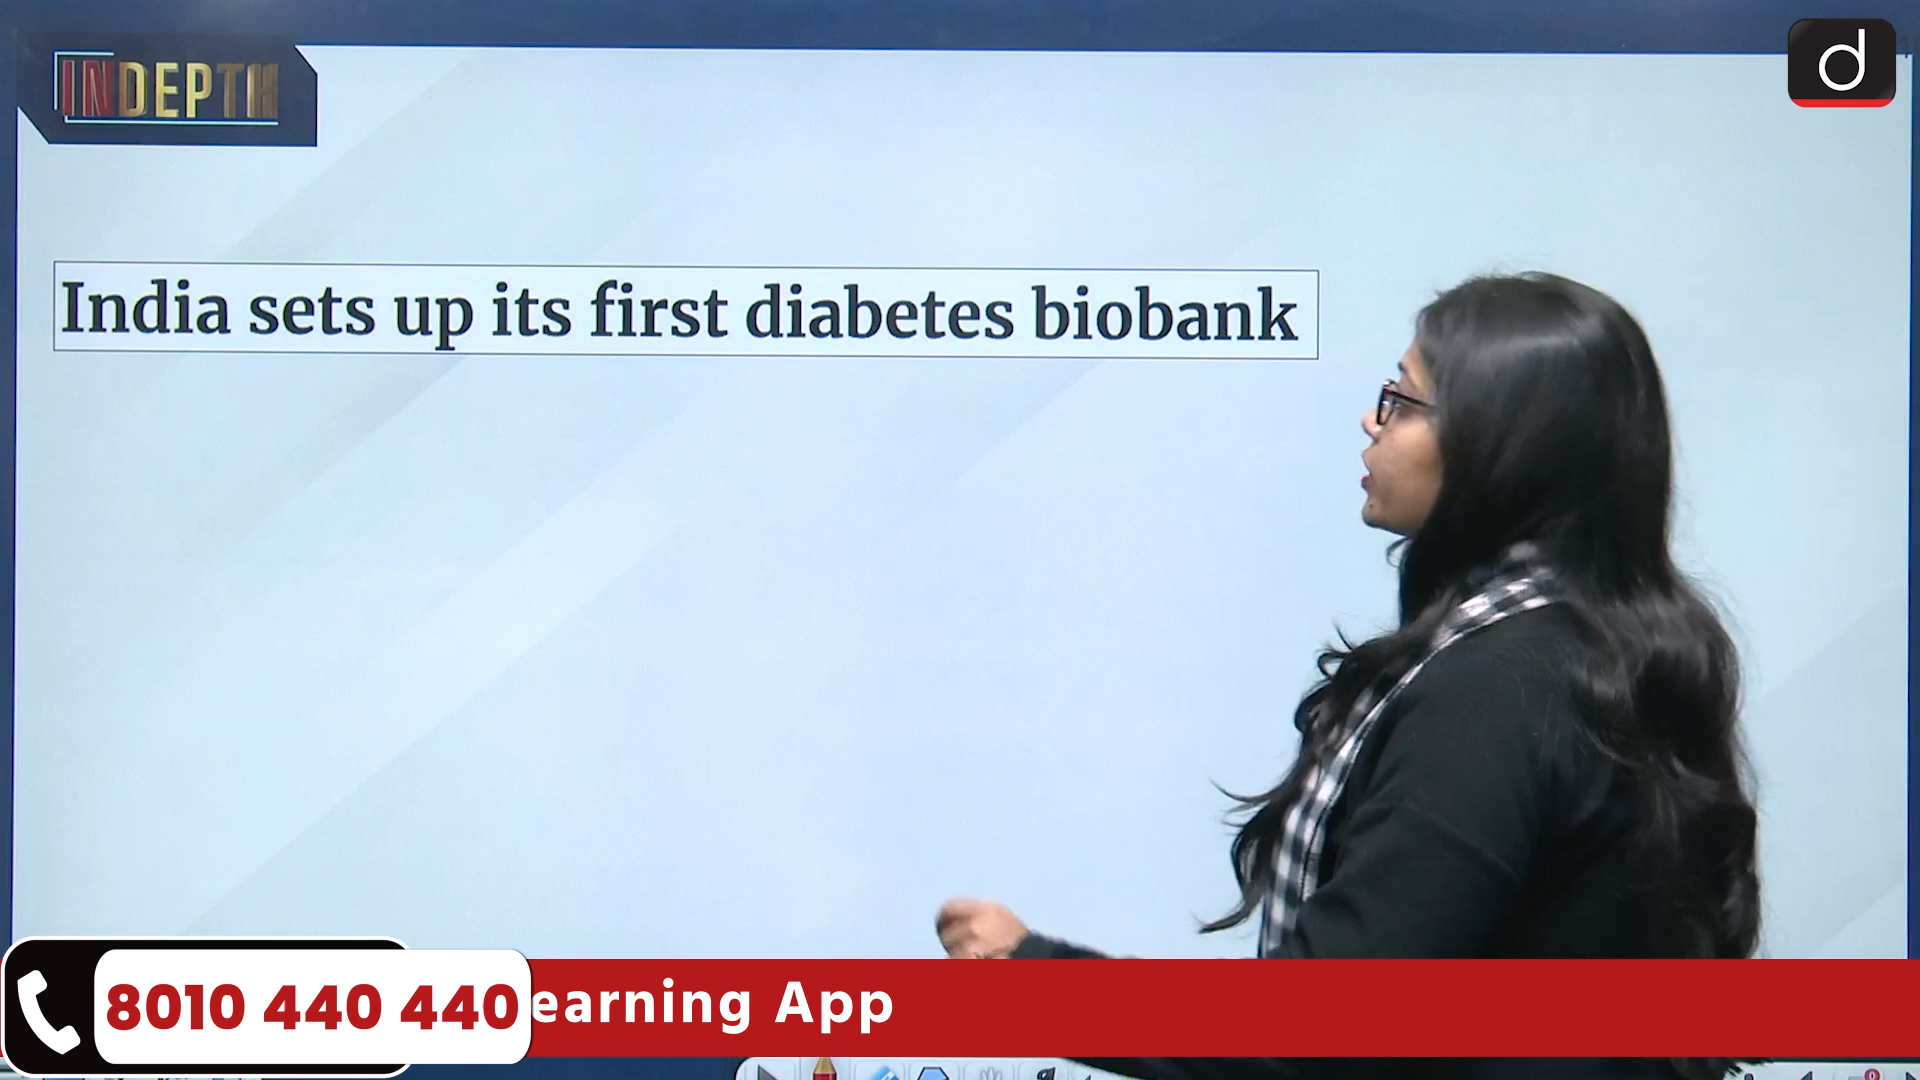 INDEPTH
d
India sets up its first diabetes biobank
8010 440 440
earning App